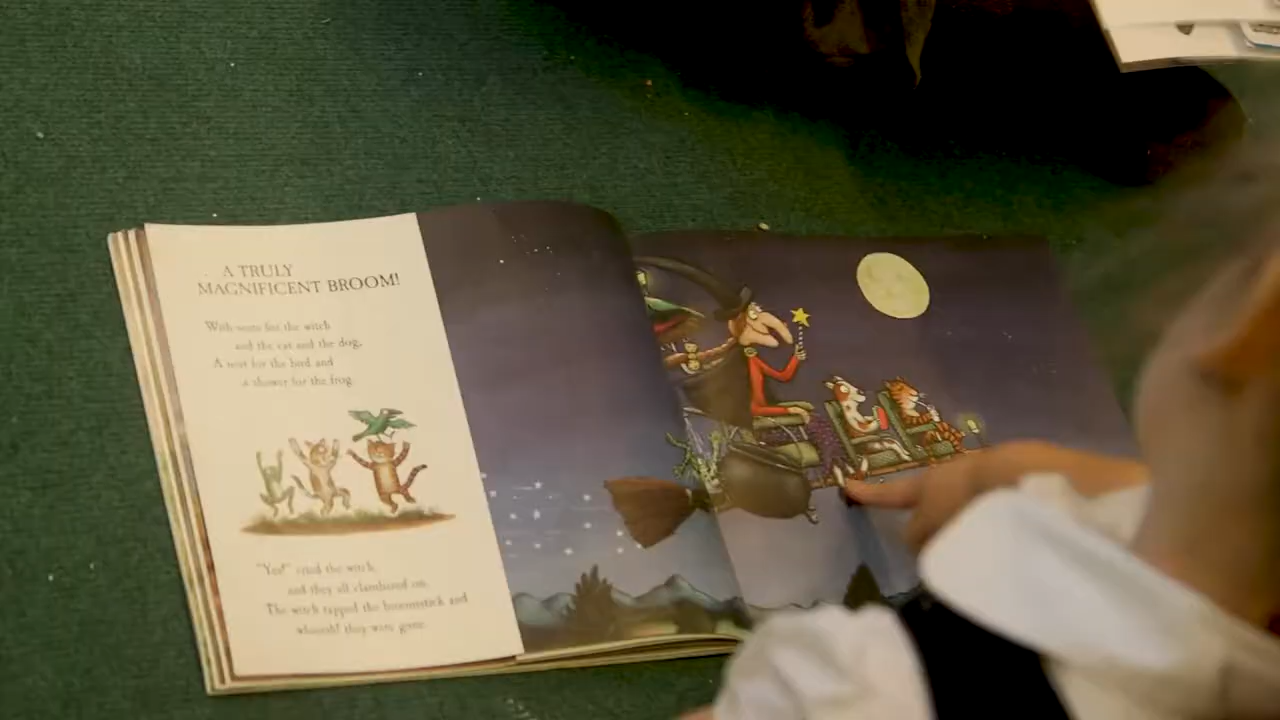 A TRULY
MAGNIFICENT BROOM!
With seats for the witch
and the cat and the dog,
A nest for the bird and
a shower for the frog.
"Yes!" cried the witch,
and they all clambered on.
The witch tapped the broomstick and
whoosh! they were gone.